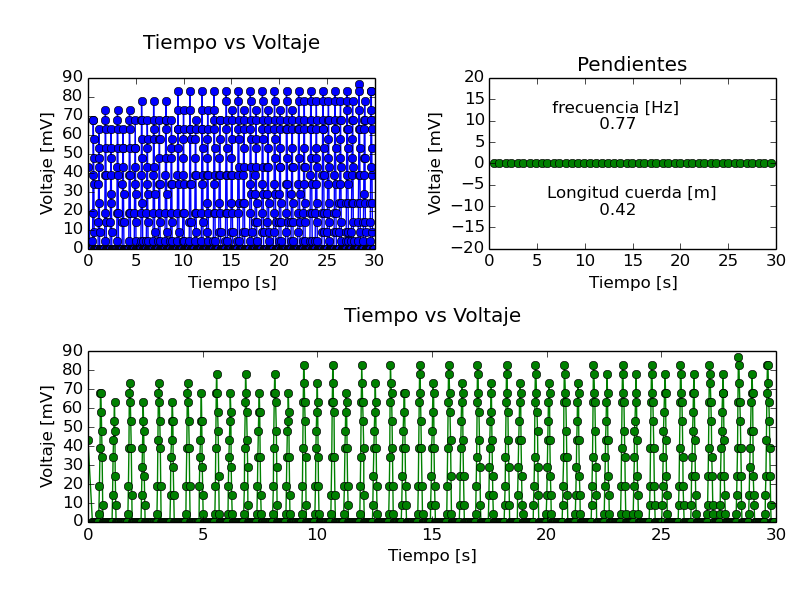 Tiempo vs Voltaje
90
80
70
60
50
40
30
20
10
0
Voltaje [mV]
0 5 10 15 20 25 30
Tiempo [s]
Pendientes
20
15
10
5
0
−5
−10
−15
−20
Voltaje [mV]
frecuencia [Hz]
0.77
Longitud cuerda [m]
0.42
0 5 10 15 20 25 30
Tiempo [s]
Tiempo vs Voltaje
90
80
70
60
50
40
30
20
10
0
Voltaje [mV]
0 5 10 15 20 25 30
Tiempo [s]